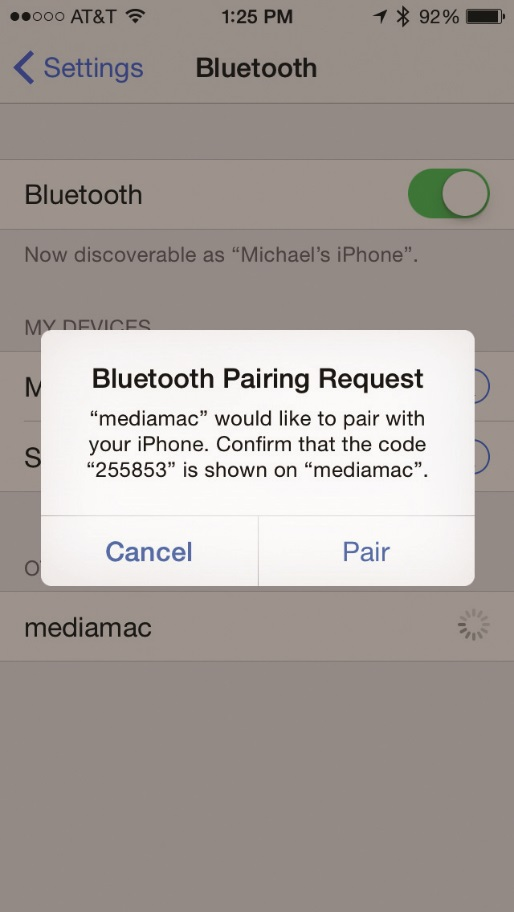 AT&T 1:25 PM 92%
Settings Bluetooth
Bluetooth
Now discoverable as “Michael’s iPhone”.
MY DEVICES
M
S
Bluetooth Pairing Request
“mediamac” would like to pair with
your iPhone. Confirm that the code
“255853” is shown on “mediamac”.
Cancel Pair
O
mediamac